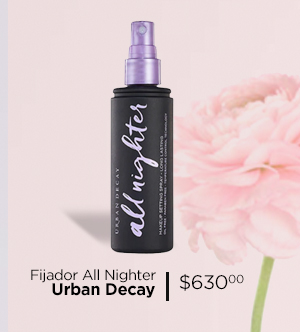 URBAN DECAY
all nighter
MAKEUP SETTING SPRAY • LONG LASTING
Fijador All Nighter
Urban Decay
$630⁰⁰